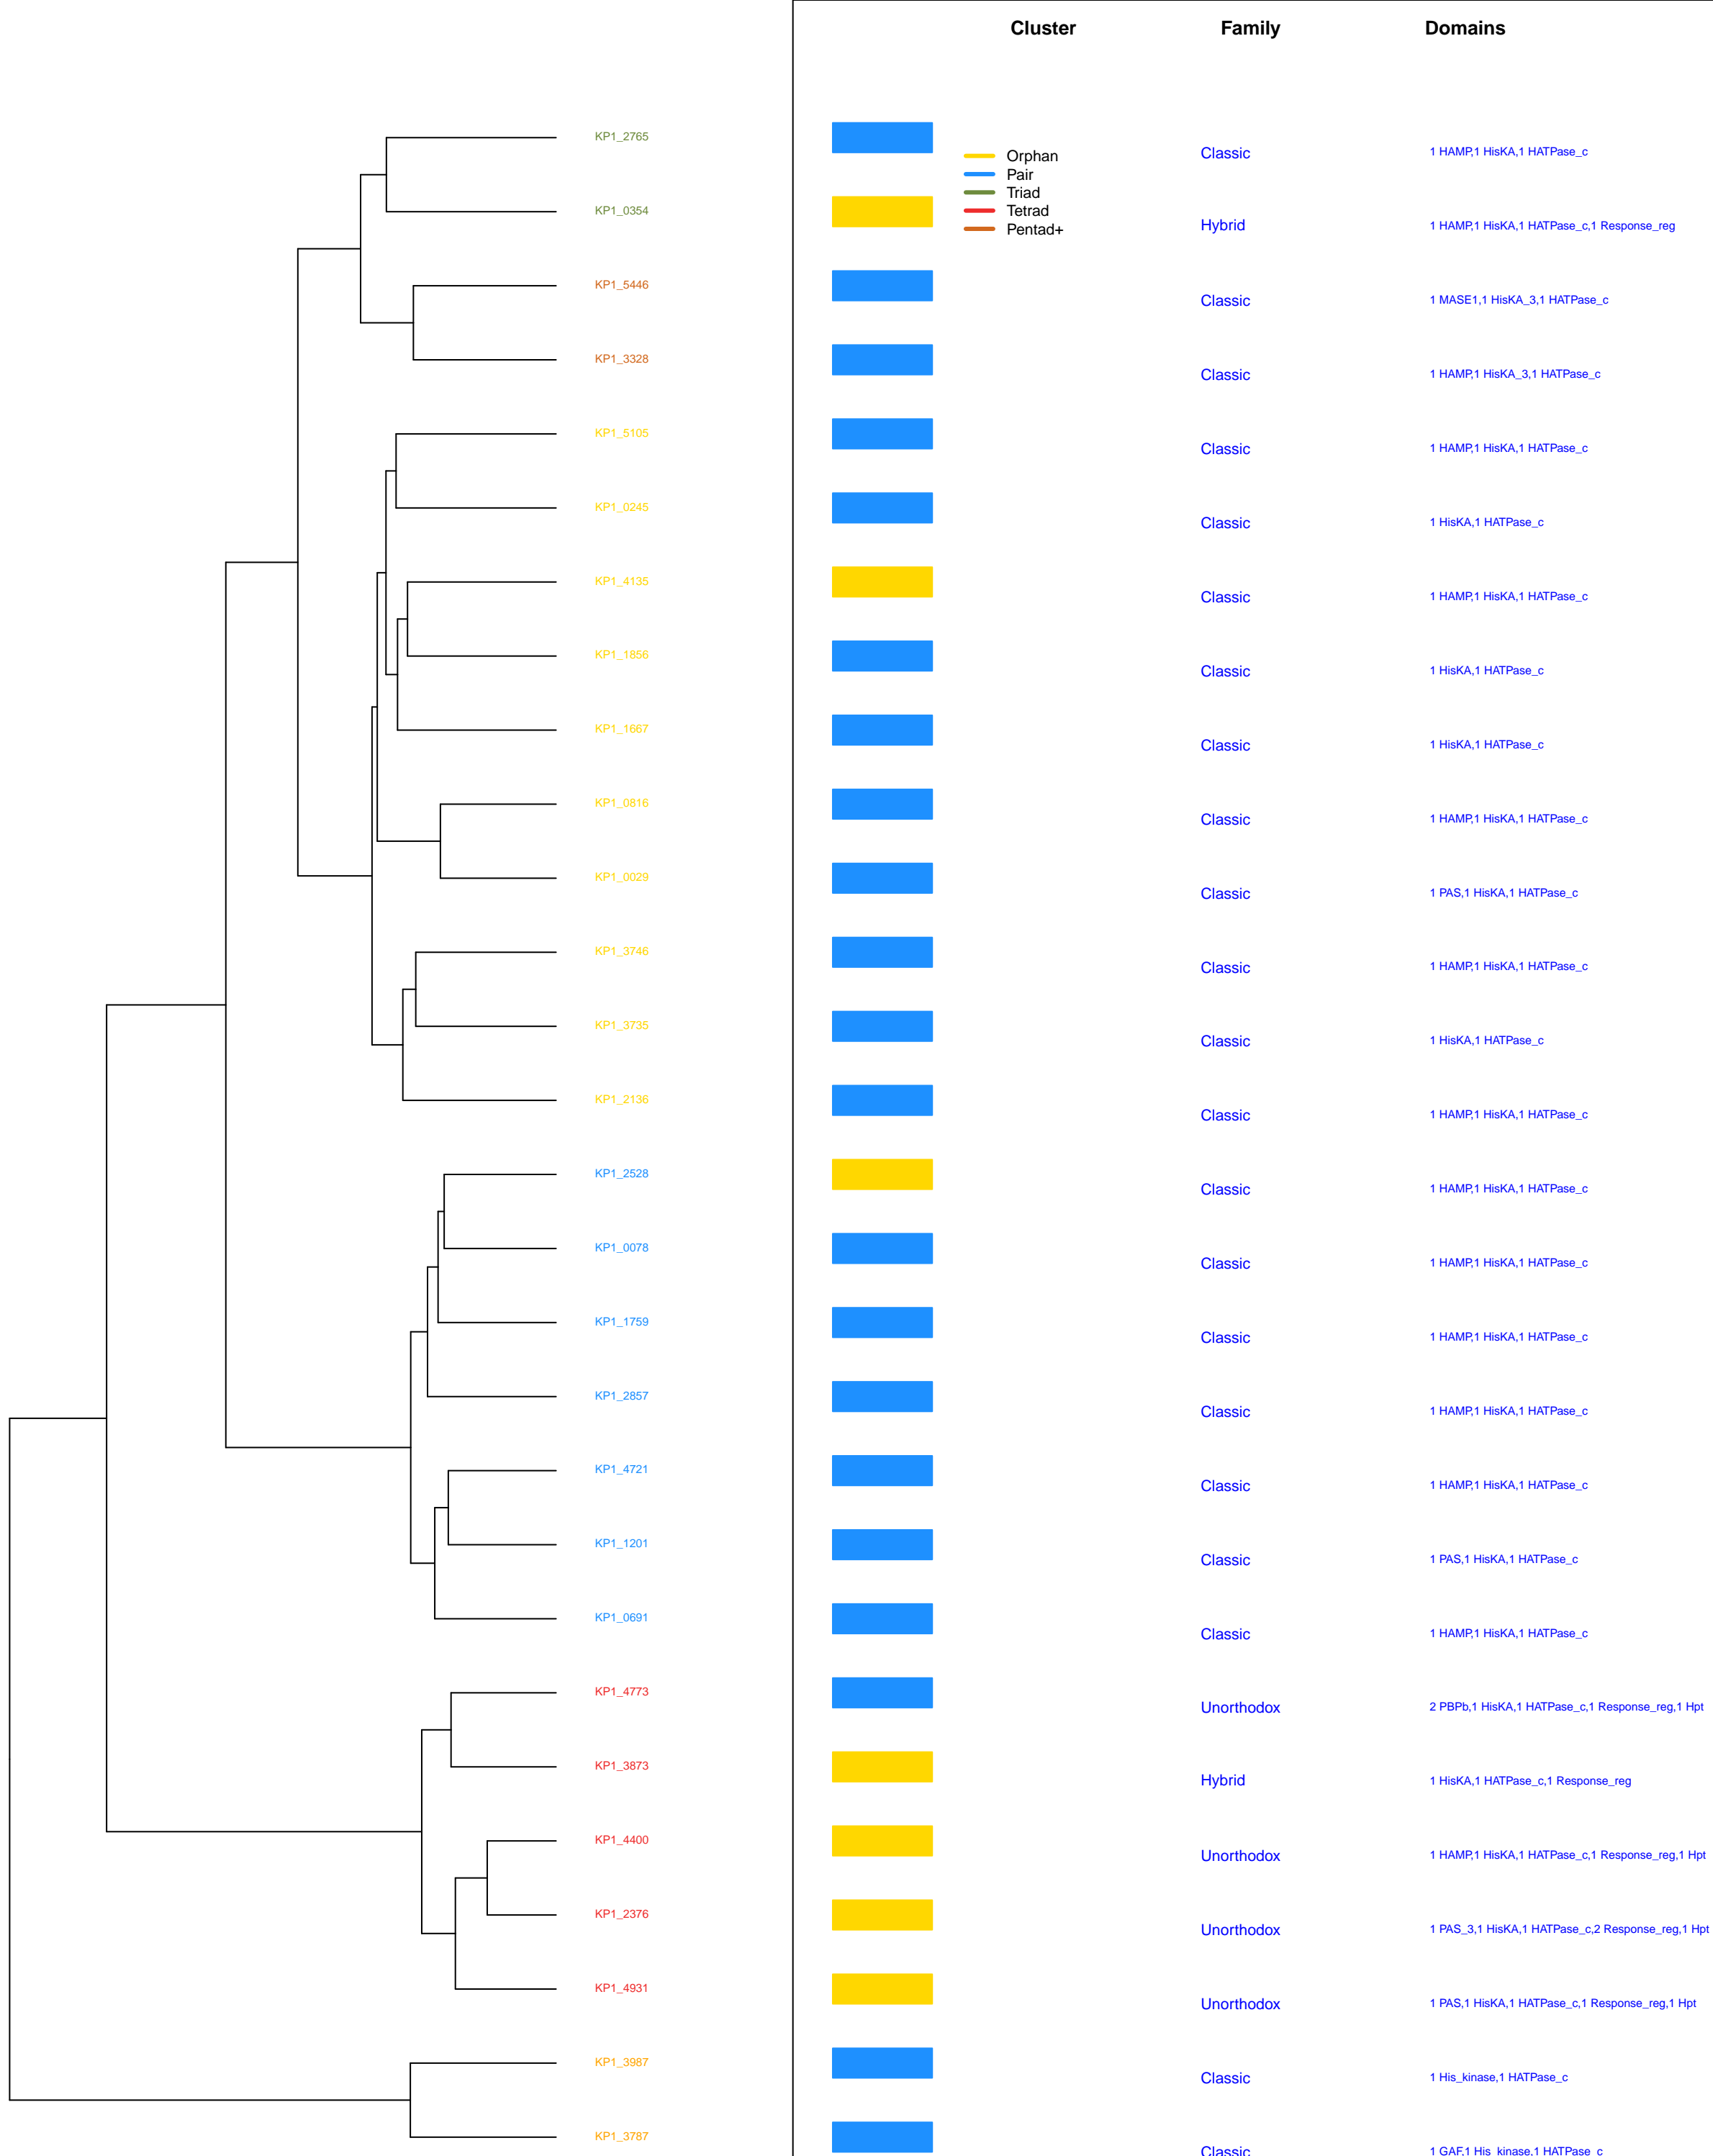 Cluster Family Domains
KP1_2765 Classic 1 HAMP,1 HisKA,1 HATPase_c
Orphan
Pair
Triad
Tetrad
Pentad+
KP1_0354 Hybrid 1 HAMP,1 HisKA,1 HATPase_c,1 Response_reg
KP1_5446 Classic 1 MASE1,1 HisKA_3,1 HATPase_c
KP1_3328 Classic 1 HAMP,1 HisKA_3,1 HATPase_c
KP1_5105 Classic 1 HAMP,1 HisKA,1 HATPase_c
KP1_0245 Classic 1 HisKA,1 HATPase_c
KP1_4135 Classic 1 HAMP,1 HisKA,1 HATPase_c
KP1_1856 Classic 1 HisKA,1 HATPase_c
KP1_1667 Classic 1 HisKA,1 HATPase_c
KP1_0816 Classic 1 HAMP,1 HisKA,1 HATPase_c
KP1_0029 Classic 1 PAS,1 HisKA,1 HATPase_c
KP1_3746 Classic 1 HAMP,1 HisKA,1 HATPase_c
KP1_3735 Classic 1 HisKA,1 HATPase_c
KP1_2136 Classic 1 HAMP,1 HisKA,1 HATPase_c
KP1_2528 Classic 1 HAMP,1 HisKA,1 HATPase_c
KP1_0078 Classic 1 HAMP,1 HisKA,1 HATPase_c
KP1_1759 Classic 1 HAMP,1 HisKA,1 HATPase_c
KP1_2857 Classic 1 HAMP,1 HisKA,1 HATPase_c
KP1_4721 Classic 1 HAMP,1 HisKA,1 HATPase_c
KP1_1201 Classic 1 PAS,1 HisKA,1 HATPase_c
KP1_0691 Classic 1 HAMP,1 HisKA,1 HATPase_c
KP1_4773 Unorthodox 2 PBPb,1 HisKA,1 HATPase_c,1 Response_reg,1 Hpt
KP1_3873 Hybrid 1 HisKA,1 HATPase_c,1 Response_reg
KP1_4400 Unorthodox 1 HAMP,1 HisKA,1 HATPase_c,1 Response_reg,1 Hpt
KP1_2376 Unorthodox 1 PAS_3,1 HisKA,1 HATPase_c,2 Response_reg,1 Hpt
KP1_4931 Unorthodox 1 PAS,1 HisKA,1 HATPase_c,1 Response_reg,1 Hpt
KP1_3987 Classic 1 His_kinase,1 HATPase_c
KP1_3787 Classic 1 GAF,1 His_kinase,1 HATPase_c